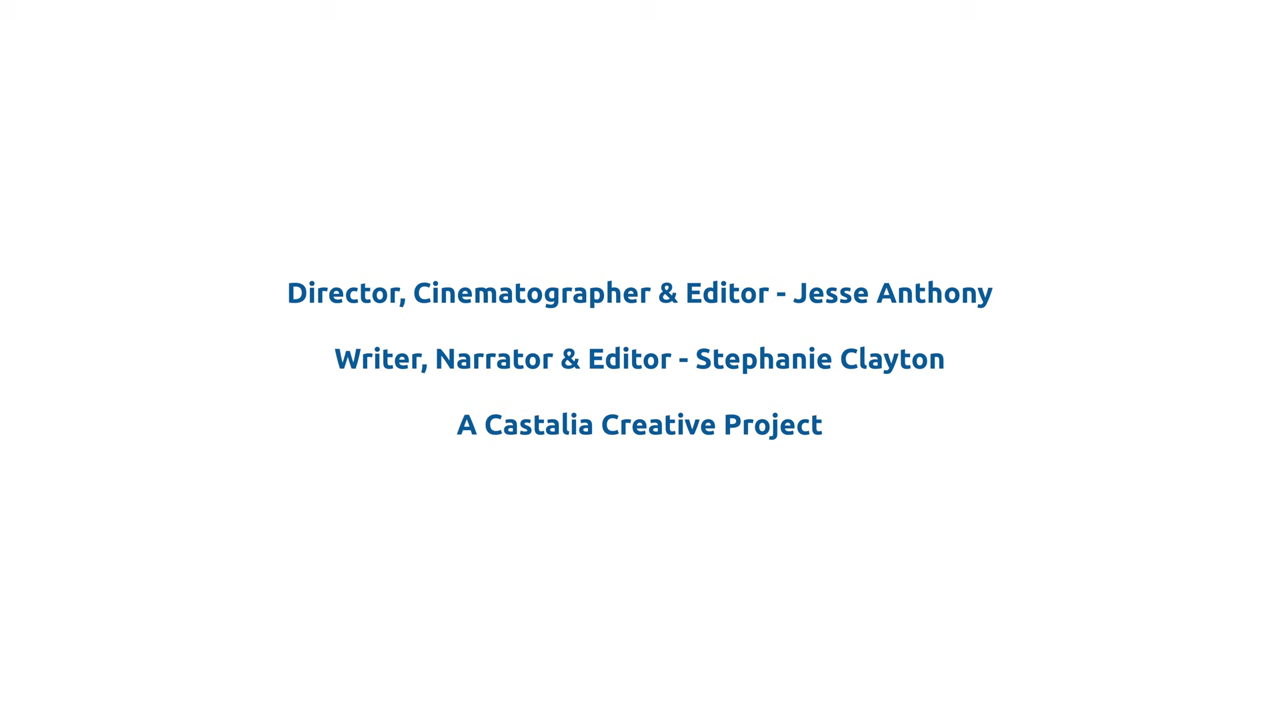 Director, Cinematographer & Editor - Jesse Anthony
Writer, Narrator & Editor - Stephanie Clayton
A Castalia Creative Project